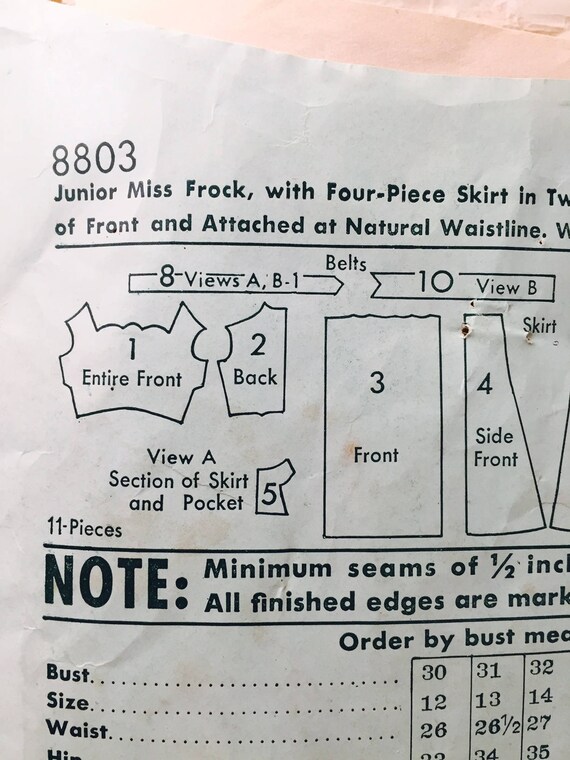 8803
Junior Miss Frock, with Four-Piece Skirt in Tw
of Front and Attached at Natural Waistline. W
Belts
8-Views A, B-1
10 View B
1
Entire Front
2
Back
3
Front
Skirt
4
Side
Front
View A
Section of Skirt
and Pocket
5
11-Pieces
NOTE: Minimum seams of ½ incl
All finished edges are mark
Order by bust mea
Bust 30 31 32
Size 12 13 14
Waist 26 26½ 27
Hip 33 34 35